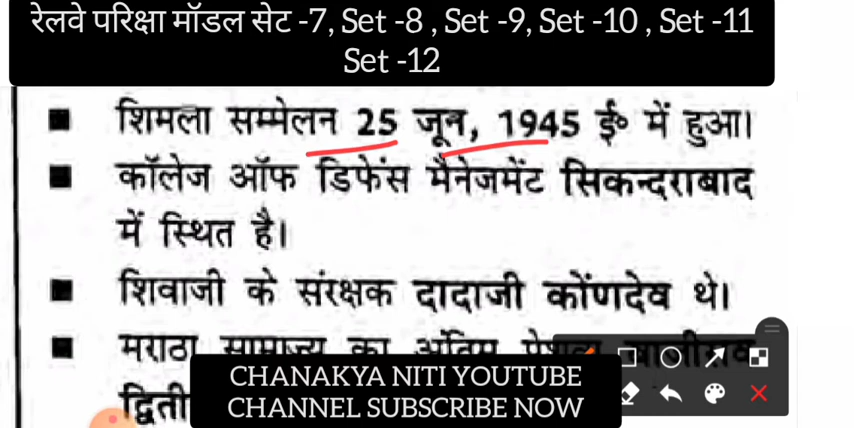 रेलवे परिक्षा मॉडल सेट -7, Set -8 , Set -9, Set -10 , Set -11
Set -12
शिमला सम्मेलन 25 जून, 1945 ई॰ में हुआ।
कॉलेज ऑफ डिफेंस मैनेजमेंट सिकन्दराबाद
में स्थित है।
शिवाजी के संरक्षक दादाजी कोंणदेव थे।
मराठा साम्राज्य का अंतिम पेशवा
CHANAKYA NITI YOUTUBE
CHANNEL SUBSCRIBE NOW